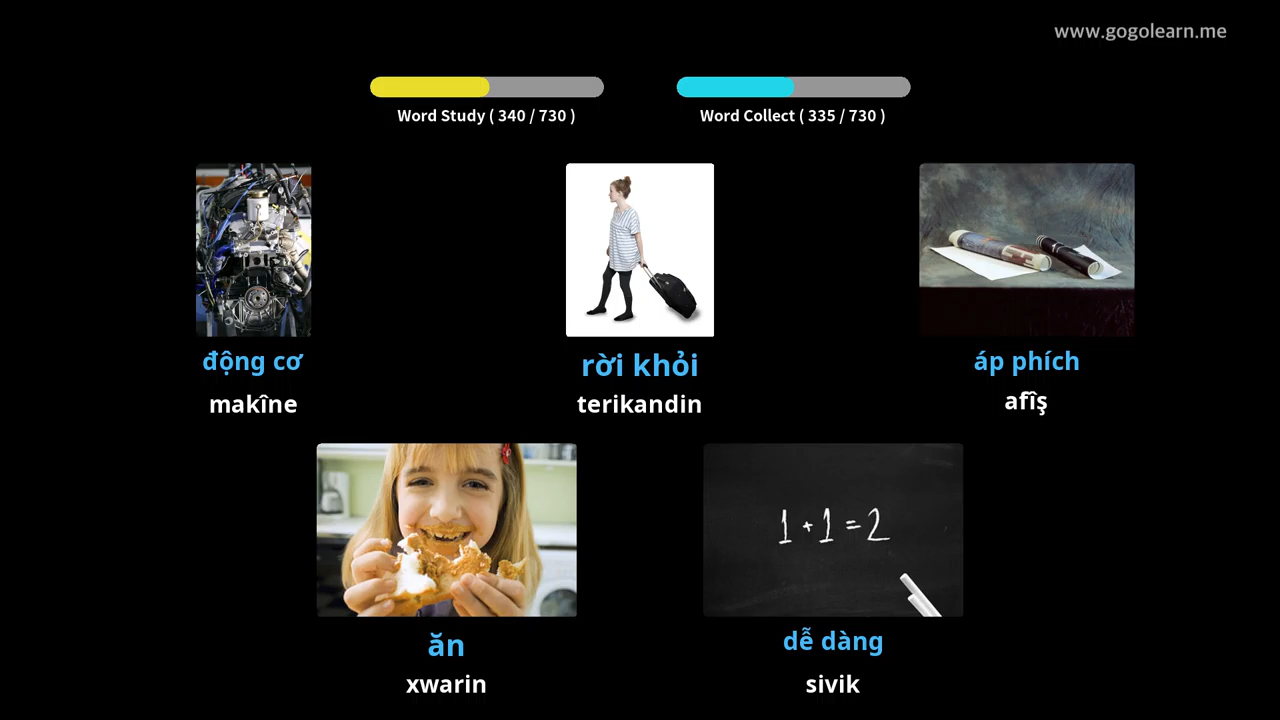 www.gogolearn.me
Word Study ( 340 / 730 )
Word Collect ( 335 / 730 )
động cơ
makîne
rời khỏi
terikandin
áp phích
afîş
1 + 1 = 2
ăn
xwarin
dễ dàng
sivik